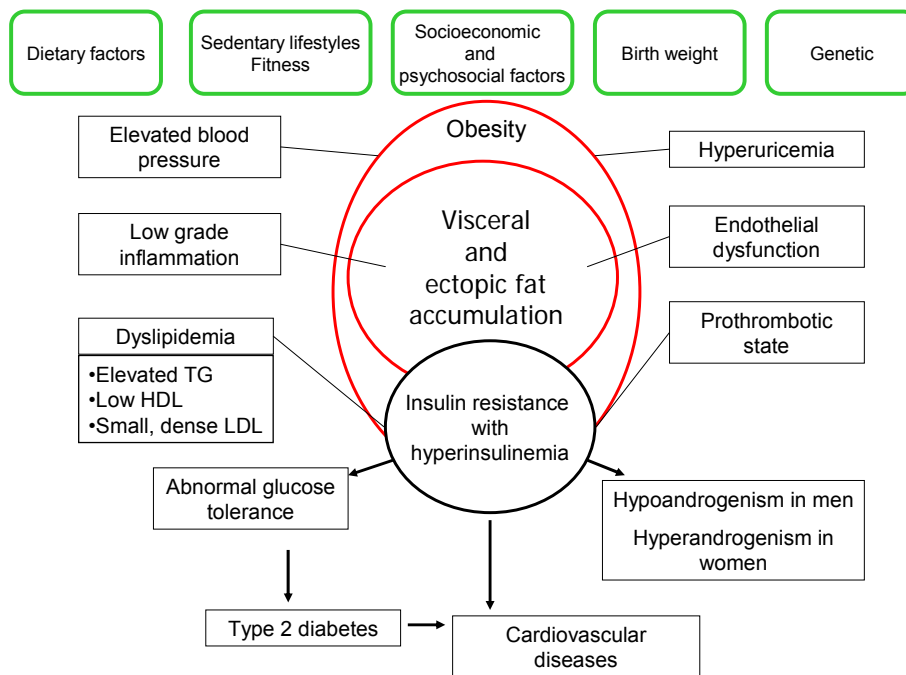 Dietary factors
Sedentary lifestyles
Fitness
Socioeconomic
and
psychosocial factors
Birth weight
Genetic
Elevated blood
pressure
Obesity
Hyperuricemia
Low grade
inflammation
Visceral
and
ectopic fat
accumulation
Endothelial
dysfunction
Dyslipidemia
•Elevated TG
•Low HDL
•Small, dense LDL
Prothrombotic
state
Insulin resistance
with
hyperinsulinemia
Abnormal glucose
tolerance
Hypoandrogenism in men
Hyperandrogenism in
women
Type 2 diabetes
Cardiovascular
diseases